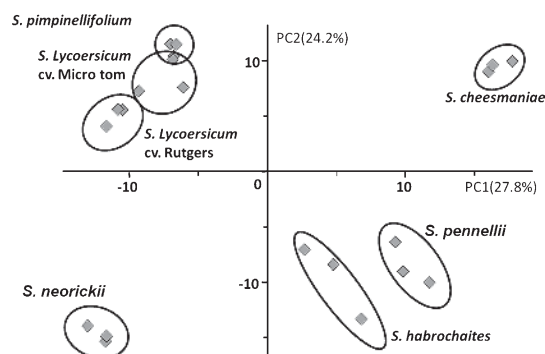 S. pimpinellifolium
PC2(24.2%)
S. Lycoersicum
cv. Micro tom
10
S. cheesmaniae
S. Lycoersicum
cv. Rutgers
-10
0
10
PC1(27.8%)
S. pennellii
-10
S. neorickii
S. habrochaites